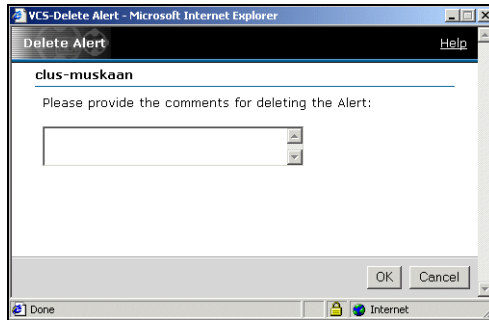 VCS-Delete Alert - Microsoft Internet Explorer
Delete Alert Help
clus-muskaan
Please provide the comments for deleting the Alert:
OK Cancel
Done Internet